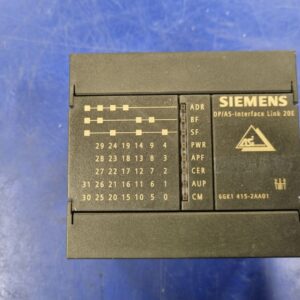 SIEMENS
DP/AS-Interface Link 20E
ADR
BF
SF
29 24 19 14 9 4 PWR
28 23 18 13 8 3 APF
27 22 17 12 7 2 CER
31 26 21 16 11 6 1 AUP
30 25 20 15 10 5 0 CM
6GK1 415-2AA01